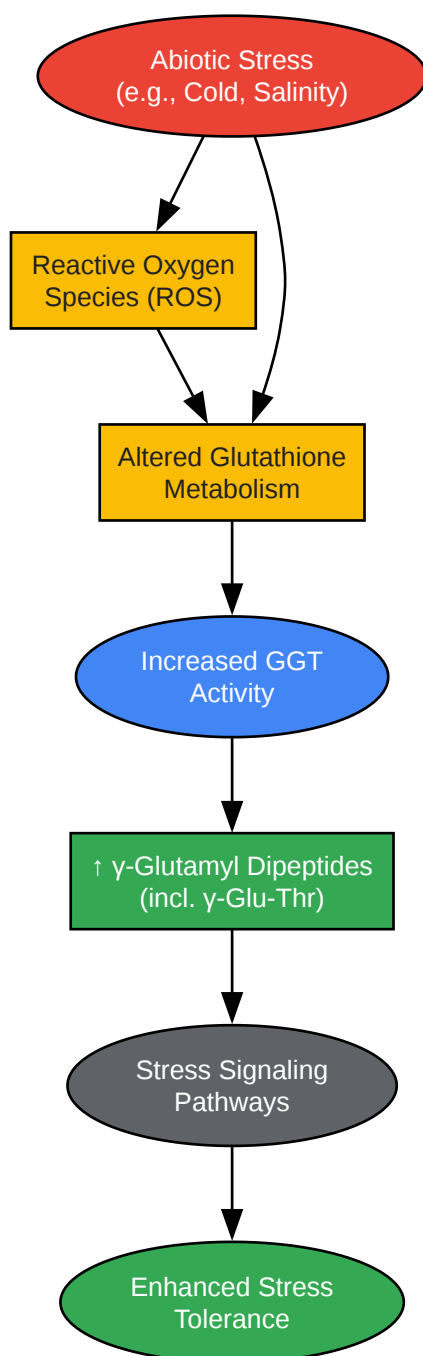 Abiotic Stress
(e.g., Cold, Salinity)
Reactive Oxygen
Species (ROS)
Altered Glutathione
Metabolism
Increased GGT
Activity
↑ γ-Glutamyl Dipeptides
(incl. γ-Glu-Thr)
Stress Signaling
Pathways
Enhanced Stress
Tolerance